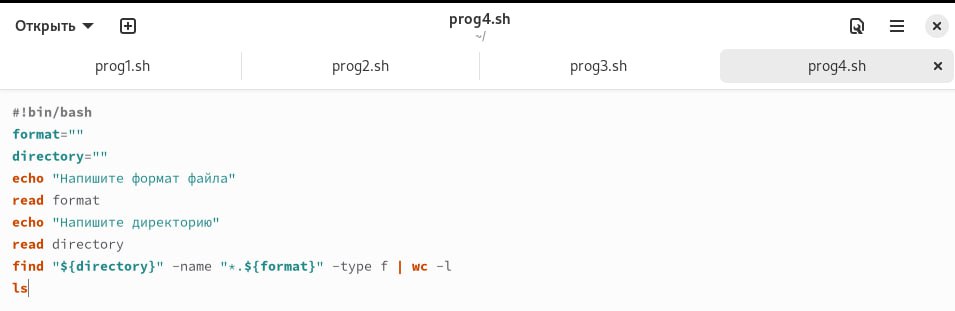 Открыть
prog4.sh
~/
prog1.sh prog2.sh prog3.sh prog4.sh
#!bin/bash
format=""
directory=""
echo "Напишите формат файла"
read format
echo "Напишите директорию"
read directory
find "${directory}" -name "*.${format}" -type f | wc -l
ls